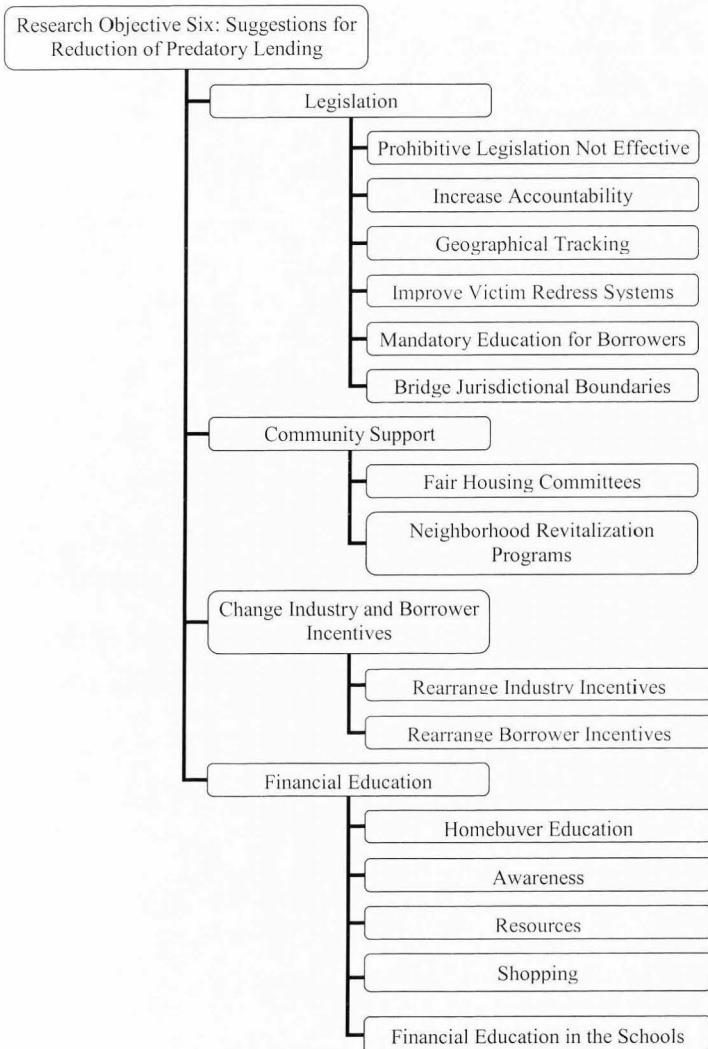 Research Objective Six: Suggestions for
Reduction of Predatory Lending
Legislation
Prohibitive Legislation Not Effective
Increase Accountability
Geographical Tracking
Improve Victim Redress Systems
Mandatory Education for Borrowers
Bridge Jurisdictional Boundaries
Community Support
Fair Housing Committees
Neighborhood Revitalization
Programs
Change Industry and Borrower
Incentives
Rearrange Industry Incentives
Rearrange Borrower Incentives
Financial Education
Homebuyer Education
Awareness
Resources
Shopping
Financial Education in the Schools